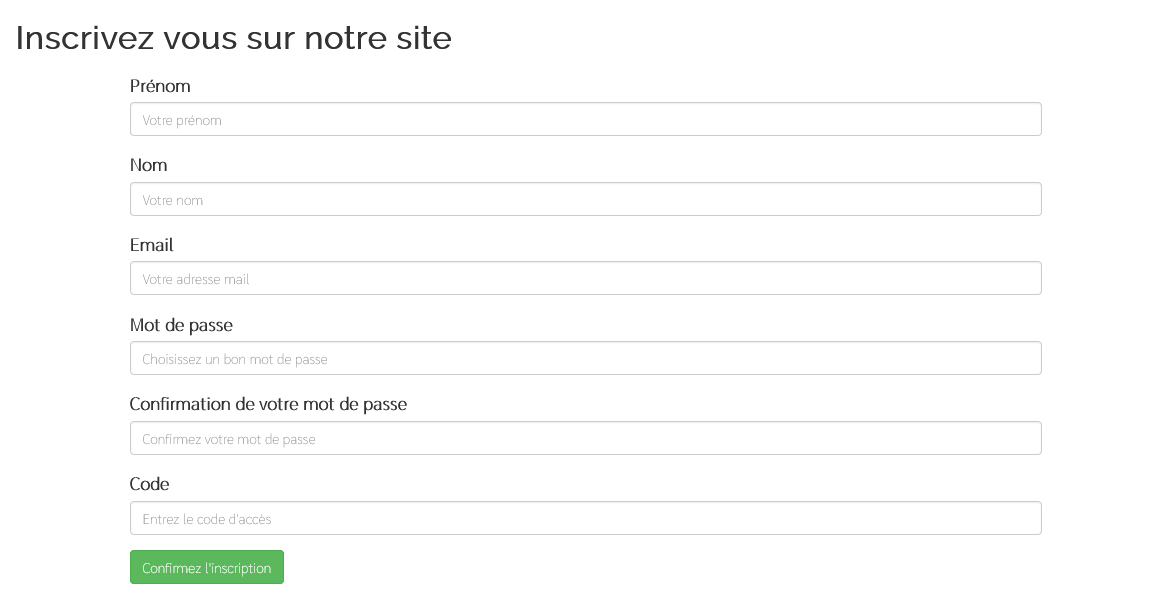 Inscrivez vous sur notre site
Prénom
Votre prénom
Nom
Votre nom
Email
Votre adresse mail
Mot de passe
Choisissez un bon mot de passe
Confirmation de votre mot de passe
Confirmez votre mot de passe
Code
Entrez le code d'accès
Confirmez l'inscription